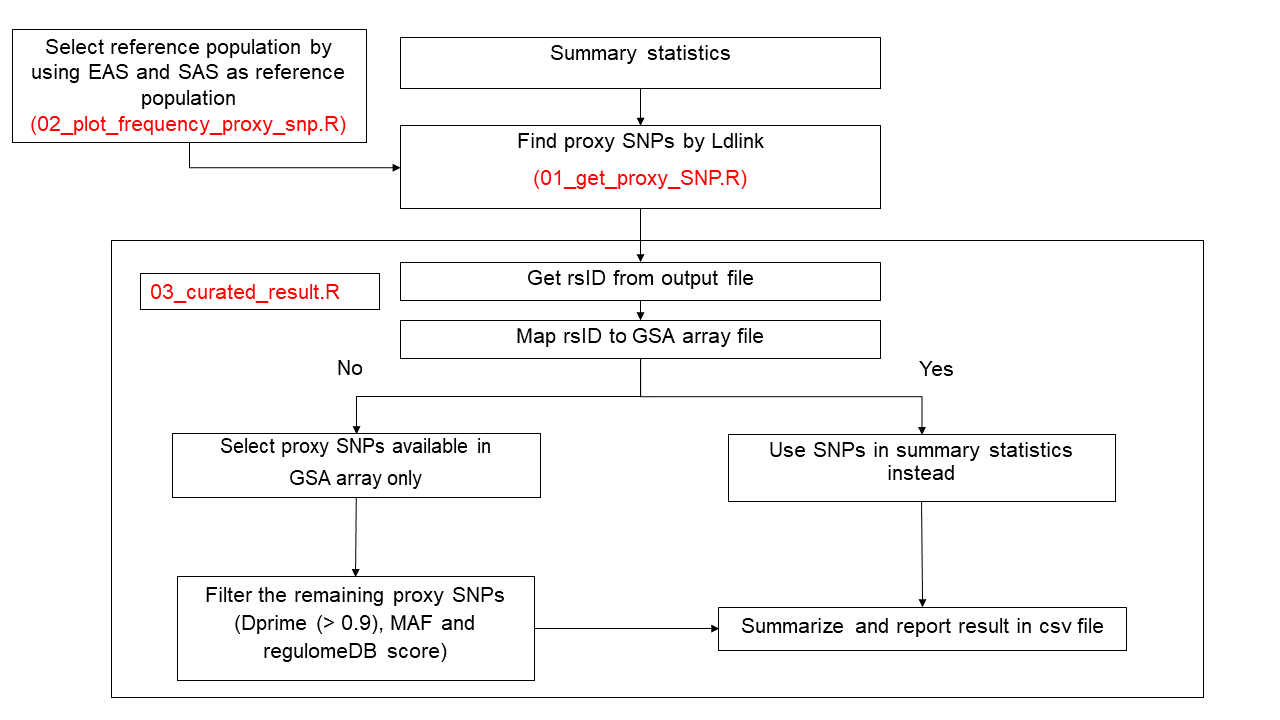 Select reference population by
using EAS and SAS as reference
population
(02_plot_frequency_proxy_snp.R)
Summary statistics
Find proxy SNPs by Ldlink
(01_get_proxy_SNP.R)
03_curated_result.R
Get rsID from output file
Map rsID to GSA array file
No
Yes
Select proxy SNPs available in
GSA array only
Use SNPs in summary statistics
instead
Filter the remaining proxy SNPs
(Dprime (> 0.9), MAF and
regulomeDB score)
Summarize and report result in csv file